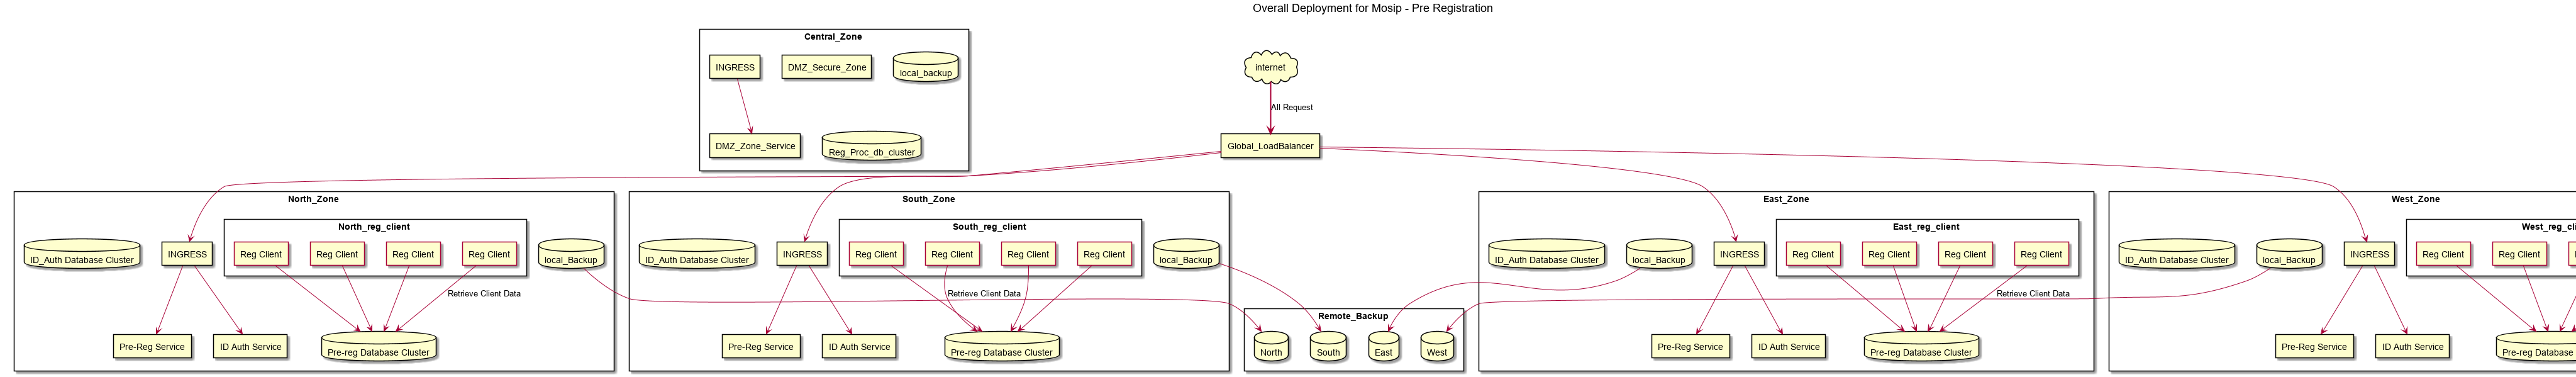 Overall Deployment for Mosip - Pre Registration
Central_Zone
INGRESS
DMZ_Secure_Zone
local_backup
internet
All Request
DMZ_Zone_Service
Reg_Proc_db_cluster
Global_LoadBalancer
North_Zone
North_reg_client
ID_Auth Database Cluster
INGRESS
Reg Client
Reg Client
Reg Client
Reg Client
local_Backup
Retrieve Client Data
Pre-Reg Service
ID Auth Service
Pre-reg Database Cluster
South_Zone
South_reg_client
ID_Auth Database Cluster
INGRESS
Reg Client
Reg Client
Reg Client
Reg Client
local_Backup
Retrieve Client Data
Pre-Reg Service
ID Auth Service
Pre-reg Database Cluster
Remote_Backup
North
South
East
West
East_Zone
East_reg_client
ID_Auth Database Cluster
local_Backup
INGRESS
Reg Client
Reg Client
Reg Client
Reg Client
Retrieve Client Data
Pre-Reg Service
ID Auth Service
Pre-reg Database Cluster
West_Zone
West_reg_cli
ID_Auth Database Cluster
local_Backup
INGRESS
Reg Client
Reg Client
Pre-Reg Service
ID Auth Service
Pre-reg Database